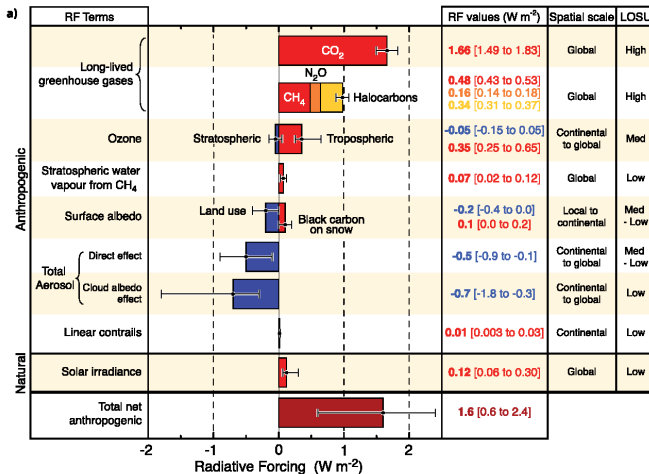 a)
RF Terms
RF values (W m-2)
Spatial scale
LOSU
Anthropogenic
Long-lived
greenhouse gases
CO2
1.66 [1.49 to 1.83]
Global
High
N2O
CH4
Halocarbons
0.48 [0.43 to 0.53]
0.16 [0.14 to 0.18]
0.34 [0.31 to 0.37]
Global
High
Ozone
Stratospheric
Tropospheric
-0.05 [-0.15 to 0.05]
0.35 [0.25 to 0.65]
Continental
to global
Med
Stratospheric water
vapour from CH4
0.07 [0.02 to 0.12]
Global
Low
Surface albedo
Land use
Black carbon
on snow
-0.2 [-0.4 to 0.0]
0.1 [0.0 to 0.2]
Local to
continental
Med
- Low
Total
Aerosol
Direct effect
-0.5 [-0.9 to -0.1]
Continental
to global
Med
- Low
Cloud albedo
effect
-0.7 [-1.8 to -0.3]
Continental
to global
Low
Linear contrails
0.01 [0.003 to 0.03]
Continental
Low
Natural
Solar irradiance
0.12 [0.06 to 0.30]
Global
Low
Total net
anthropogenic
1.6 [0.6 to 2.4]
-2
-1
0
1
2
Radiative Forcing (W m-2)